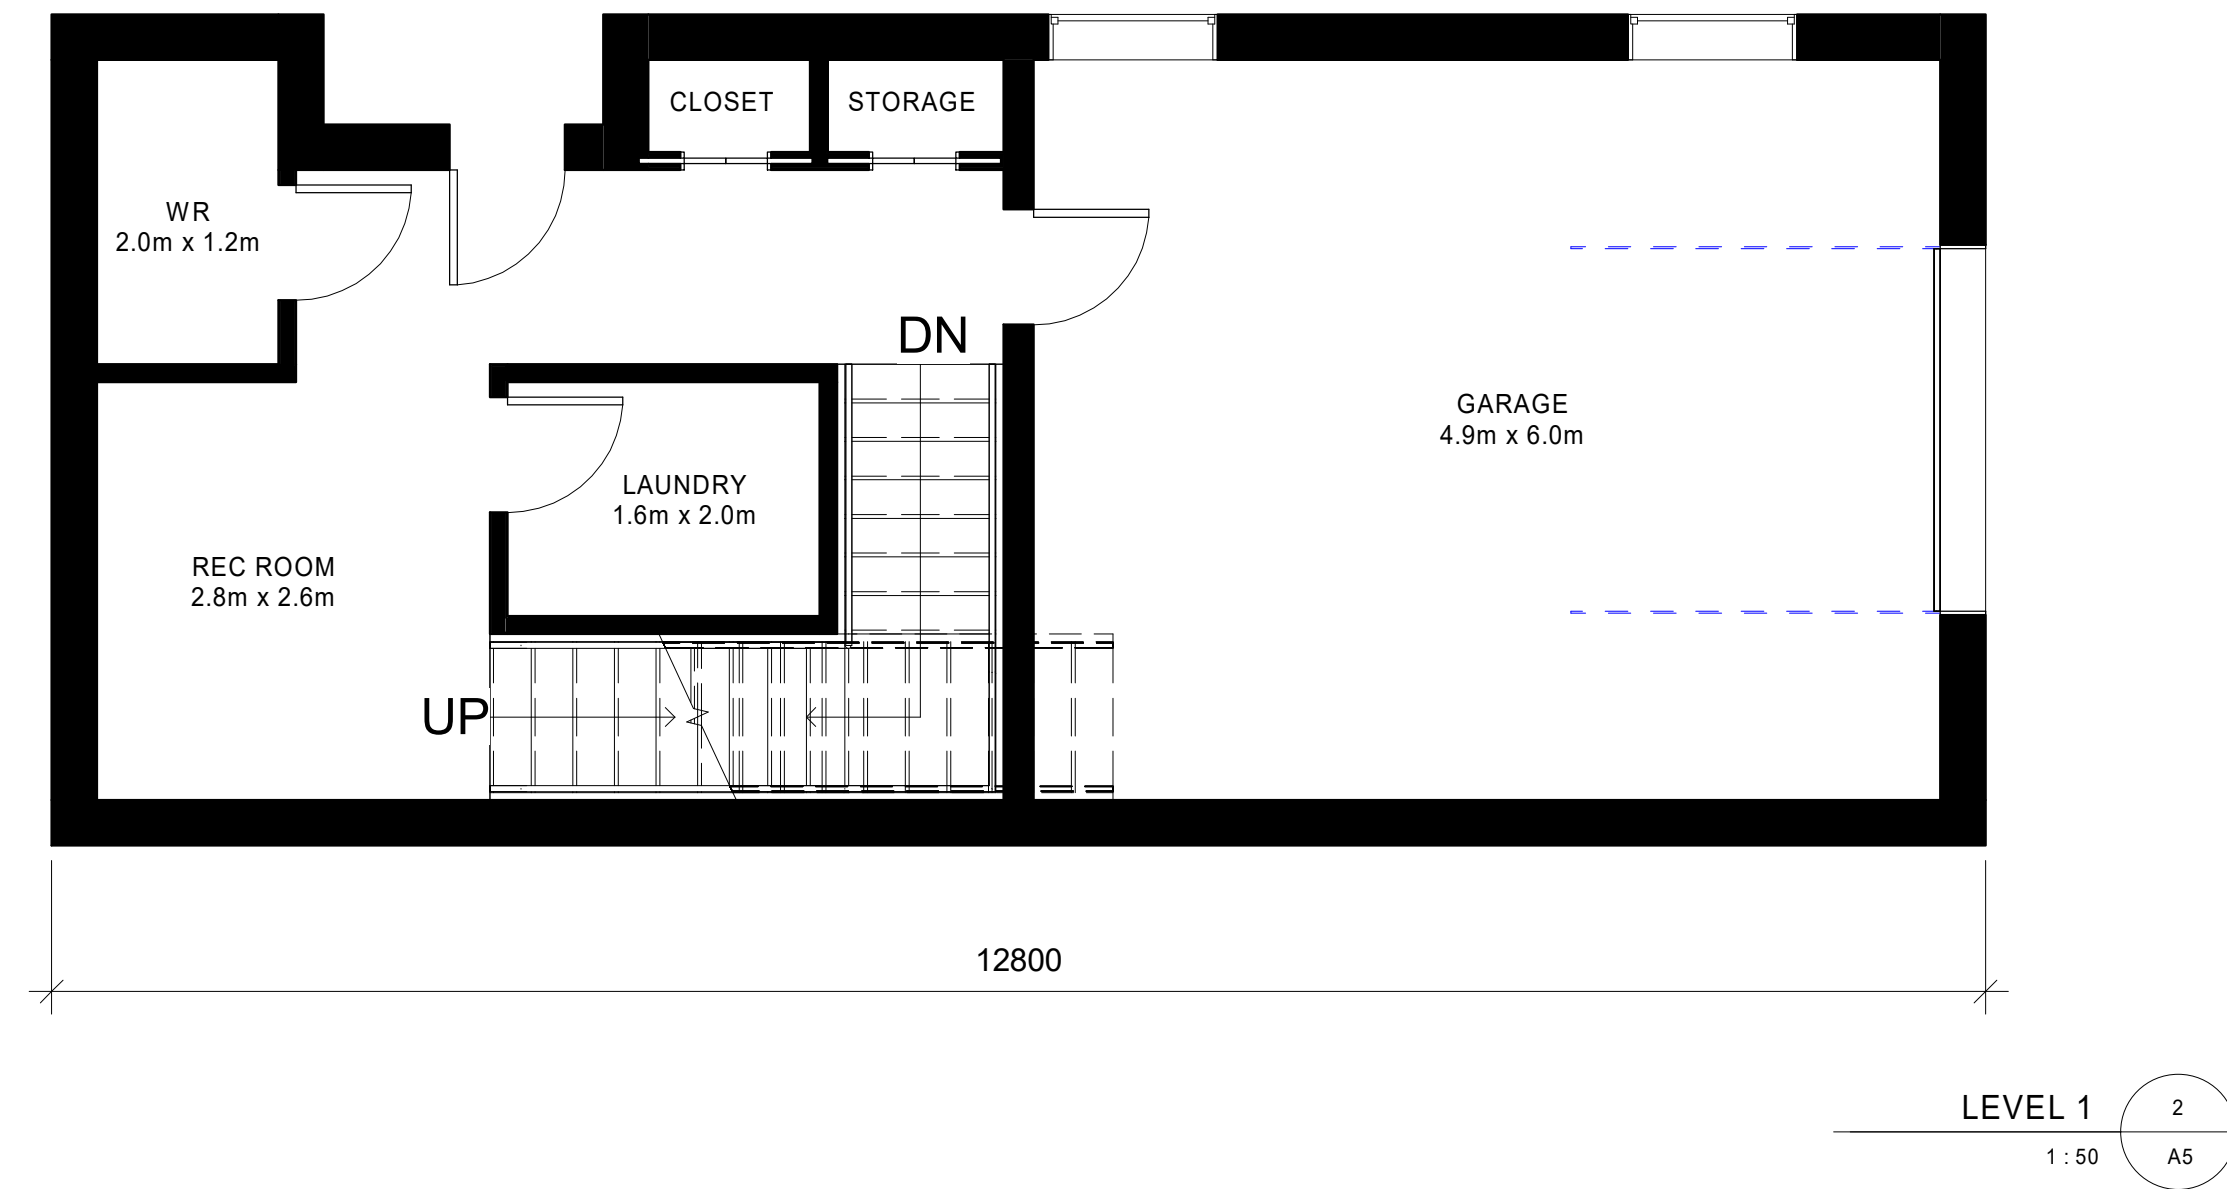 CLOSET
STORAGE
WR
2.0m x 1.2m
DN
GARAGE
4.9m x 6.0m
LAUNDRY
1.6m x 2.0m
REC ROOM
2.8m x 2.6m
UP
12800
LEVEL 1
2
1 : 50
A5